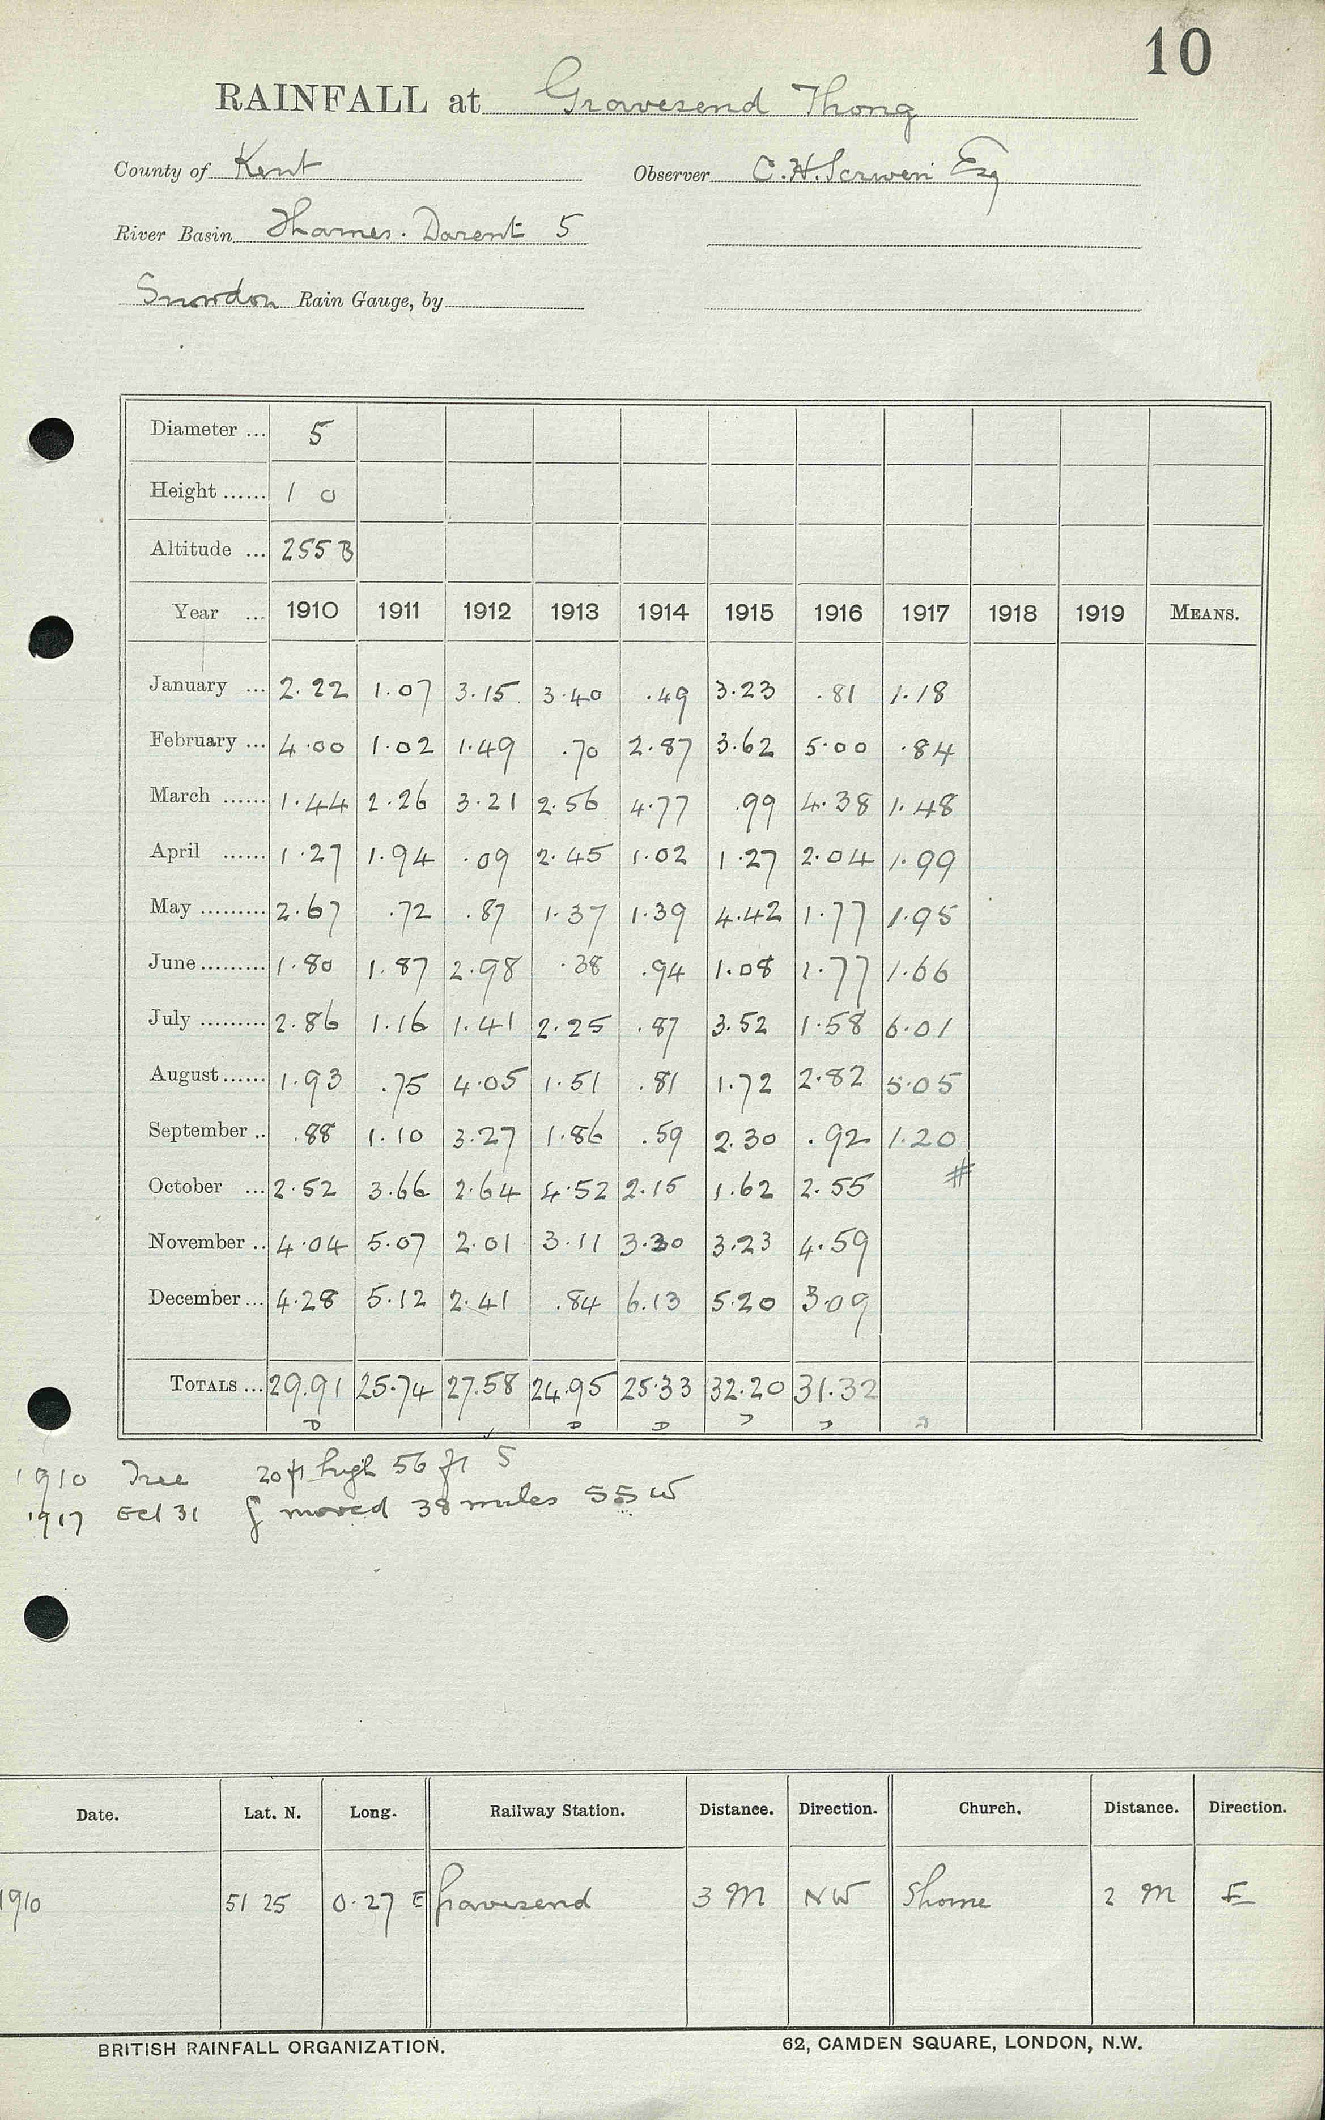 10
RAINFALL at Gravesend Thong
County of Kent Observer C. H. Scriven Esq
River Basin Thames. Darent 5
Snowdon Rain Gauge, by
Diameter ... 5
Height ...... 1 0
Altitude ... 255 B
Year ... 1910 1911 1912 1913 1914 1915 1916 1917 1918 1919 MEANS.
January ... 2.22 1.07 3.15 3.40 .49 3.23 .81 1.18
February ... 4.00 1.02 1.49 .70 2.87 3.62 5.00 .84
March ...... 1.44 2.26 3.21 2.56 4.77 .99 4.38 1.48
April ...... 1.27 1.94 .09 2.45 1.02 1.27 2.04 1.99
May ......... 2.67 .72 .87 1.37 1.39 4.42 1.77 1.95
June ......... 1.80 1.87 2.98 .38 .94 1.08 1.77 1.66
July ......... 2.86 1.16 1.41 2.25 .87 3.52 1.58 6.01
August ...... 1.93 .75 4.05 1.51 .81 1.72 2.82 5.05
September .. .88 1.10 3.27 1.86 .59 2.30 .92 1.20
October ... 2.52 3.66 2.64 4.52 2.15 1.62 2.55 #
November .. 4.04 5.07 2.01 3.11 3.30 3.23 4.59
December ... 4.28 5.12 2.41 .84 6.13 5.20 3.09
TOTALS ... 29.91 25.74 27.58 24.95 25.33 32.20 31.32
D D D D D D
1910 Tree 20 ft high 56 ft S
1917 Oct 31 g moved 38 miles SSW
Date. Lat. N. Long. Railway Station. Distance. Direction. Church. Distance. Direction.
1910 51 25 0.27 E Gravesend 3 M NW Shorne 2 M E
BRITISH RAINFALL ORGANIZATION. 62, CAMDEN SQUARE, LONDON, N.W.